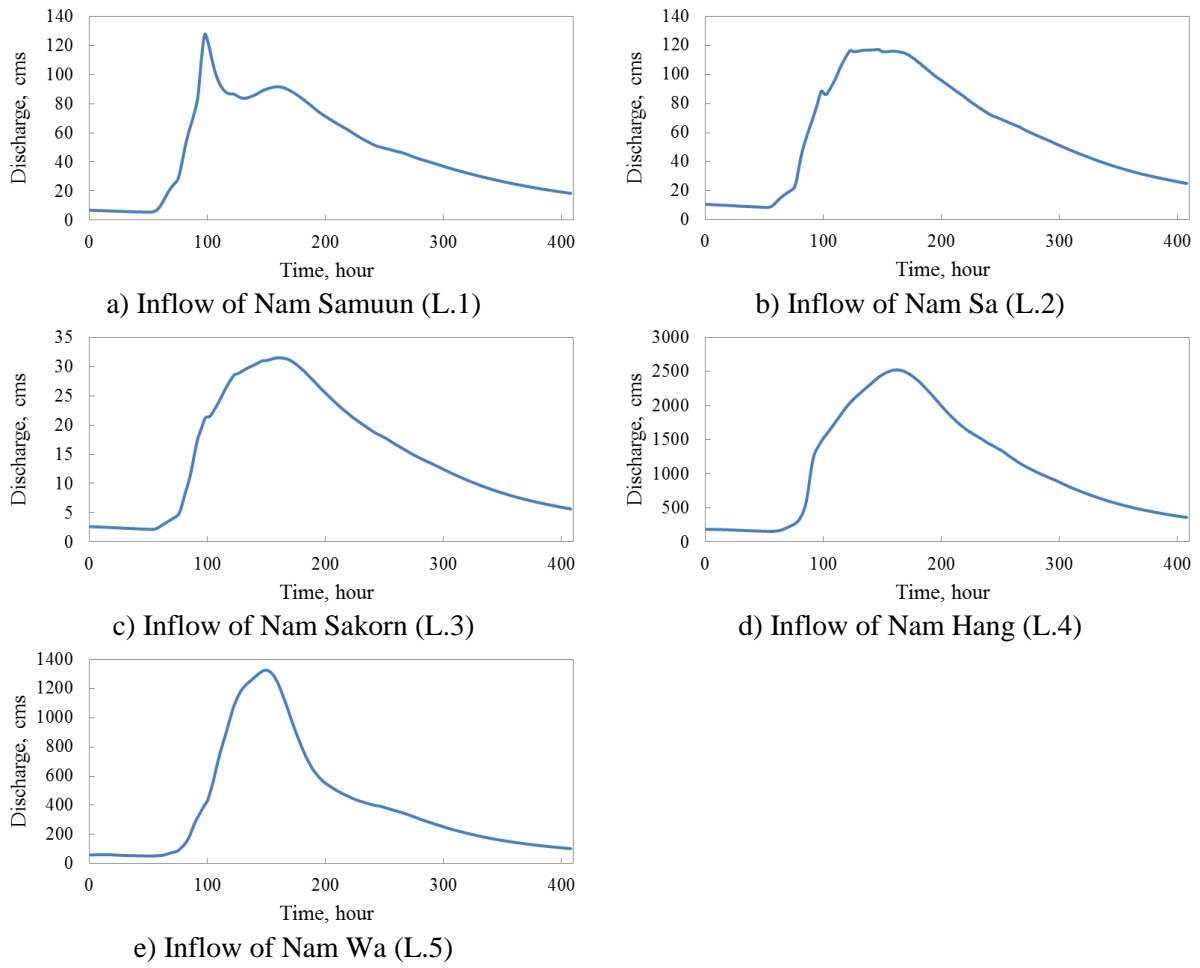 140
120
100
80
60
40
20
0
Discharge, cms
0 100 200 300 400
Time, hour
a) Inflow of Nam Samuun (L.1)
140
120
100
80
60
40
20
0
Discharge, cms
0 100 200 300 400
Time, hour
b) Inflow of Nam Sa (L.2)
35
30
25
20
15
10
5
0
Discharge, cms
0 100 200 300 400
Time, hour
c) Inflow of Nam Sakorn (L.3)
3000
2500
2000
1500
1000
500
0
Discharge, cms
0 100 200 300 400
Time, hour
d) Inflow of Nam Hang (L.4)
1400
1200
1000
800
600
400
200
0
Discharge, cms
0 100 200 300 400
Time, hour
e) Inflow of Nam Wa (L.5)